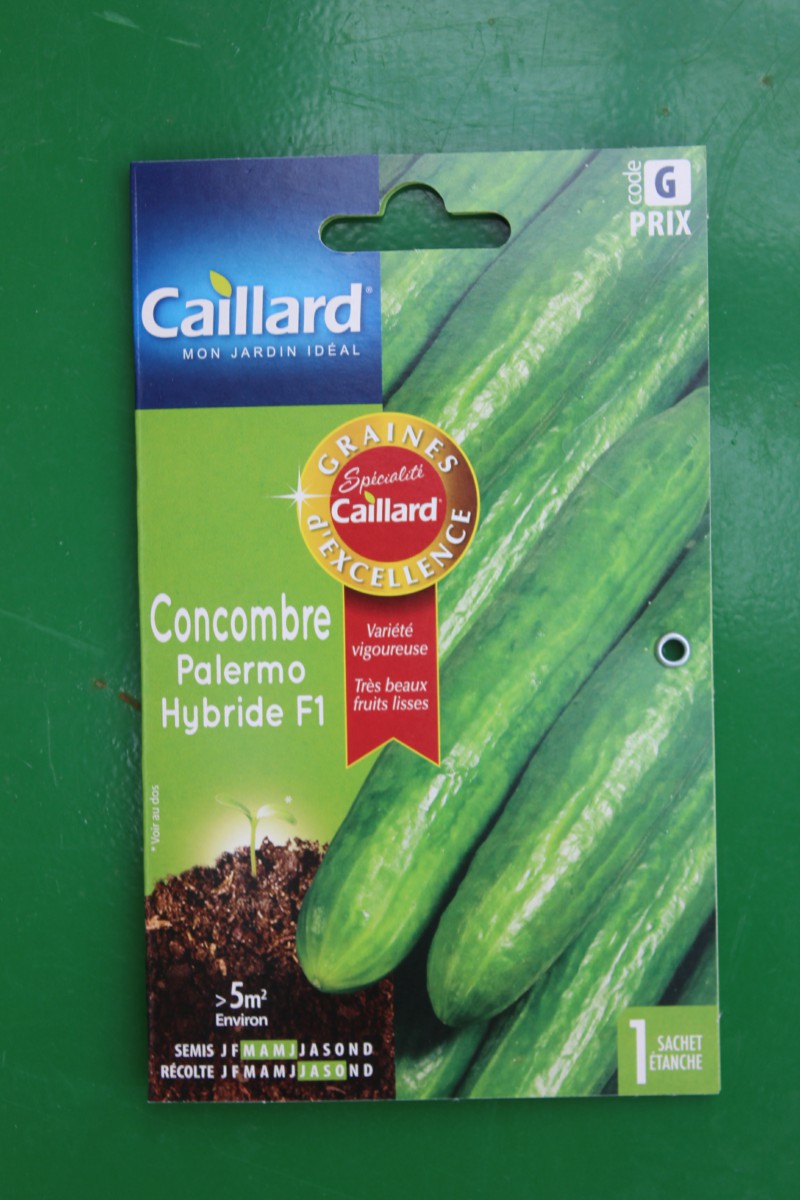 code
G
PRIX
Caillard®
MON JARDIN IDÉAL
GRAINES
Spécialité
Caillard®
d'EXCELLENCE
Variété
vigoureuse
Très beaux
fruits lisses
Concombre
Palermo
Hybride F1
* Voir au dos
>5m²
Environ
SEMIS J F M A M J J A S O N D
RÉCOLTE J F M A M J J A S O N D
1 SACHET
ÉTANCHE